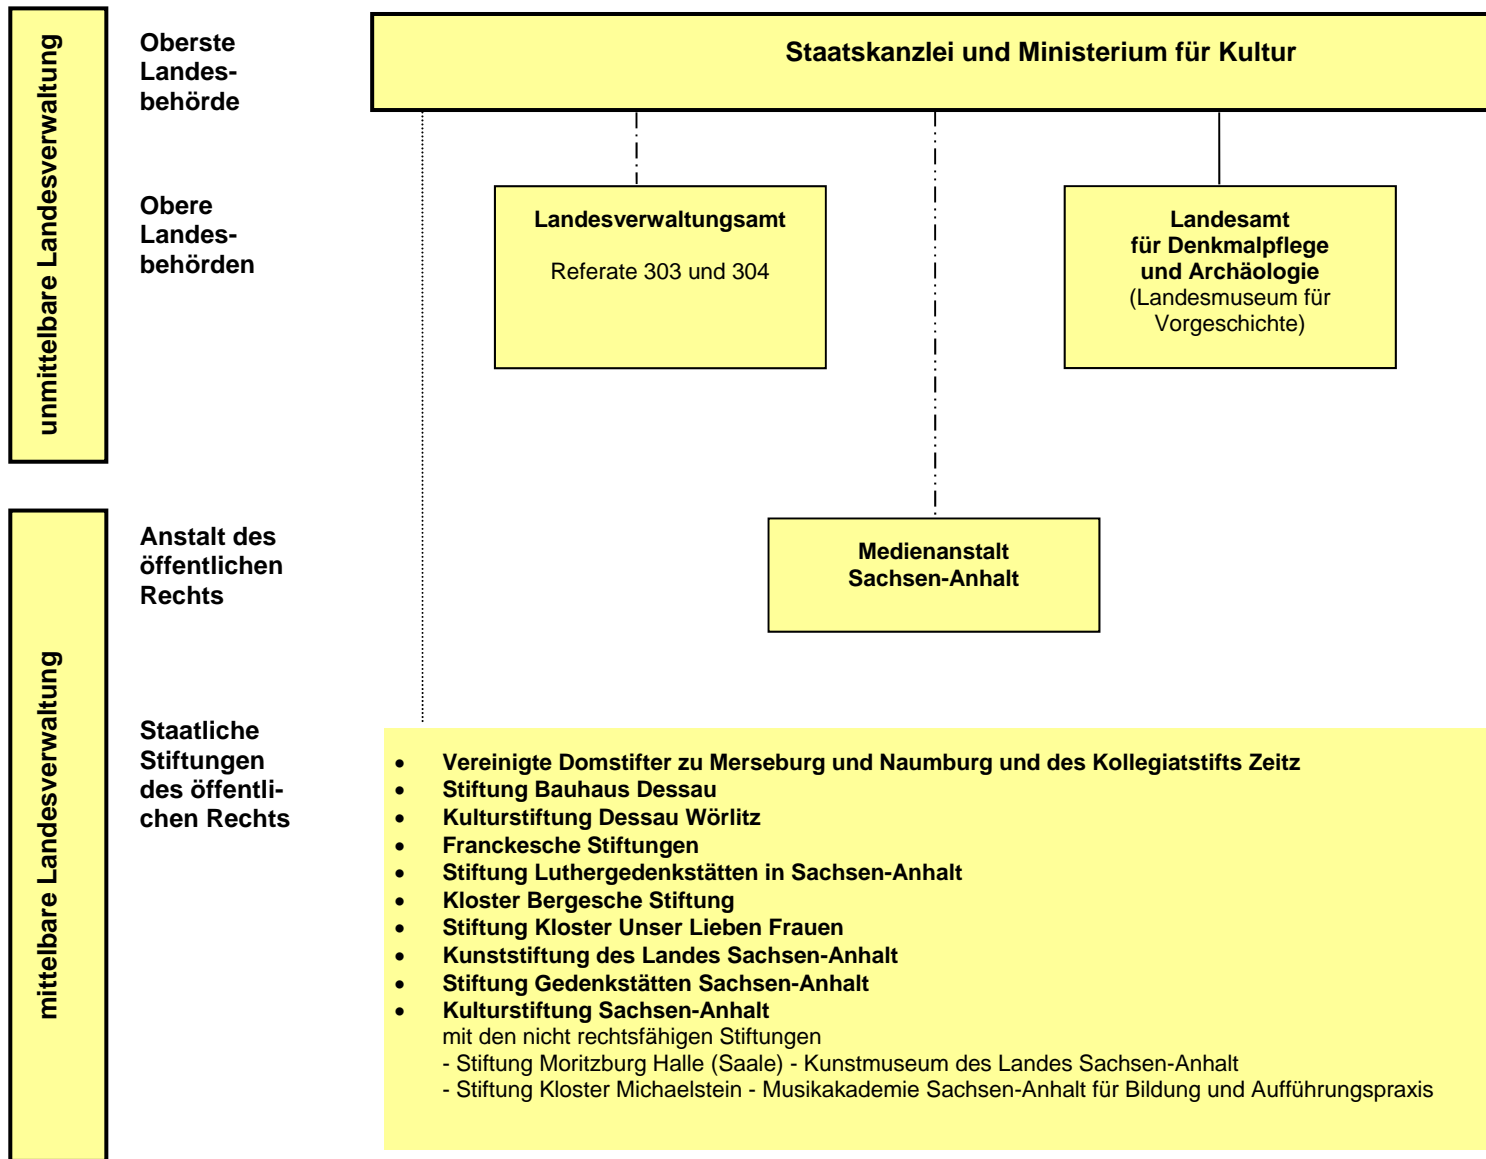 unmittelbare Landesverwaltung
Oberste
Landes-
behörde
Staatskanzlei und Ministerium für Kultur
Obere
Landes-
behörden
Landesverwaltungsamt
Referate 303 und 304
Landesamt
für Denkmalpflege
und Archäologie
(Landesmuseum für
Vorgeschichte)
mittelbare Landesverwaltung
Anstalt des
öffentlichen
Rechts
Medienanstalt
Sachsen-Anhalt
Staatliche
Stiftungen
des öffentli-
chen Rechts
• Vereinigte Domstifter zu Merseburg und Naumburg und des Kollegiatstifts Zeitz
• Stiftung Bauhaus Dessau
• Kulturstiftung Dessau Wörlitz
• Franckesche Stiftungen
• Stiftung Luthergedenkstätten in Sachsen-Anhalt
• Kloster Bergesche Stiftung
• Stiftung Kloster Unser Lieben Frauen
• Kunststiftung des Landes Sachsen-Anhalt
• Stiftung Gedenkstätten Sachsen-Anhalt
• Kulturstiftung Sachsen-Anhalt
mit den nicht rechtsfähigen Stiftungen
- Stiftung Moritzburg Halle (Saale) - Kunstmuseum des Landes Sachsen-Anhalt
- Stiftung Kloster Michaelstein - Musikakademie Sachsen-Anhalt für Bildung und Aufführungspraxis